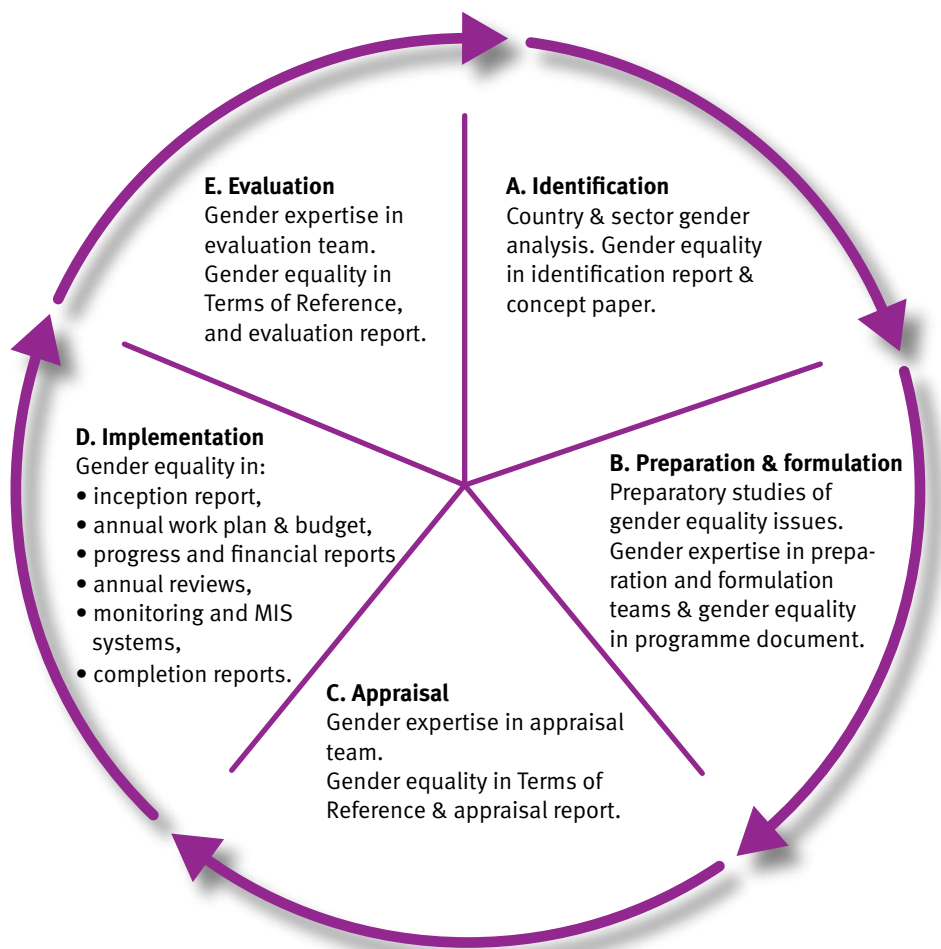 A. Identification
Country & sector gender
analysis. Gender equality
in identification report &
concept paper.
B. Preparation & formulation
Preparatory studies of
gender equality issues.
Gender expertise in prepa-
ration and formulation
teams & gender equality
in programme document.
C. Appraisal
Gender expertise in appraisal
team.
Gender equality in Terms of
Reference & appraisal report.
D. Implementation
Gender equality in:
• inception report,
• annual work plan & budget,
• progress and financial reports
• annual reviews,
• monitoring and MIS
systems,
• completion reports.
E. Evaluation
Gender expertise in
evaluation team.
Gender equality in
Terms of Reference,
and evaluation report.